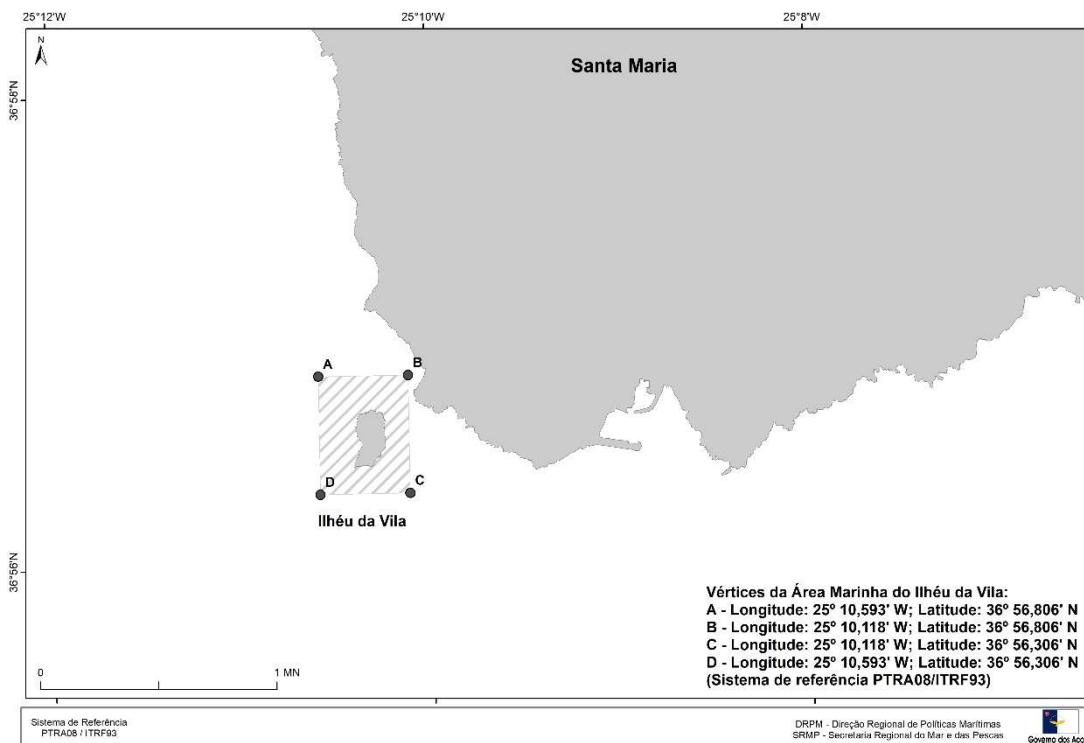 25°12'W
25°10'W
25°8'W
N
Santa Maria
36°58'N
A
B
D
C
Ilhéu da Vila
36°56'N
Vértices da Área Marinha do Ilhéu da Vila:
A - Longitude: 25º 10,593' W; Latitude: 36º 56,806' N
B - Longitude: 25º 10,118' W; Latitude: 36º 56,806' N
C - Longitude: 25º 10,118' W; Latitude: 36º 56,306' N
D - Longitude: 25º 10,593' W; Latitude: 36º 56,306' N
(Sistema de referência PTRA08/ITRF93)
0
1 MN
Sistema de Referência
PTRA08 / ITRF93
DRPM - Direção Regional de Políticas Marítimas
SRMP - Secretaria Regional do Mar e das Pescas
Governo dos Aço